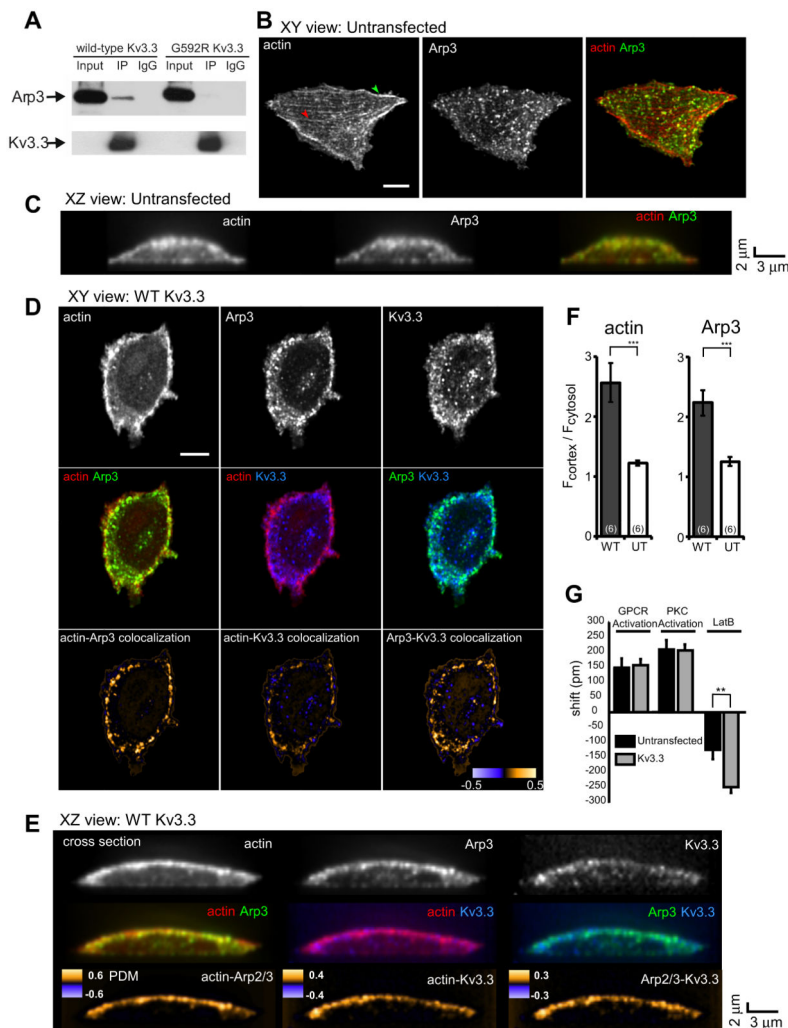 A
wild-type Kv3.3 G592R Kv3.3
Input IP IgG Input IP IgG
Arp3
Kv3.3
B
XY view: Untransfected
actin
Arp3
actin Arp3
C
XZ view: Untransfected
actin
Arp3
actin Arp3
2 μm
3 μm
D
XY view: WT Kv3.3
actin
Arp3
Kv3.3
actin Arp3
actin Kv3.3
Arp3 Kv3.3
actin-Arp3 colocalization
actin-Kv3.3 colocalization
Arp3-Kv3.3 colocalization
-0.5 0.5
E
XZ view: WT Kv3.3
cross section
actin
Arp3
Kv3.3
actin Arp3
actin Kv3.3
Arp3 Kv3.3
0.6 PDM
-0.6
actin-Arp2/3
0.4
-0.4
actin-Kv3.3
0.3
-0.3
Arp2/3-Kv3.3
2 μm
3 μm
F
actin
Arp3
Fcortex / Fcytosol
3
2
1
0
***
(6) (6)
WT UT
3
2
1
0
***
(6) (6)
WT UT
G
GPCR Activation
PKC Activation
LatB
shift (pm)
300
250
200
150
100
50
0
-50
-100
-150
-200
-250
-300
**
Untransfected
Kv3.3